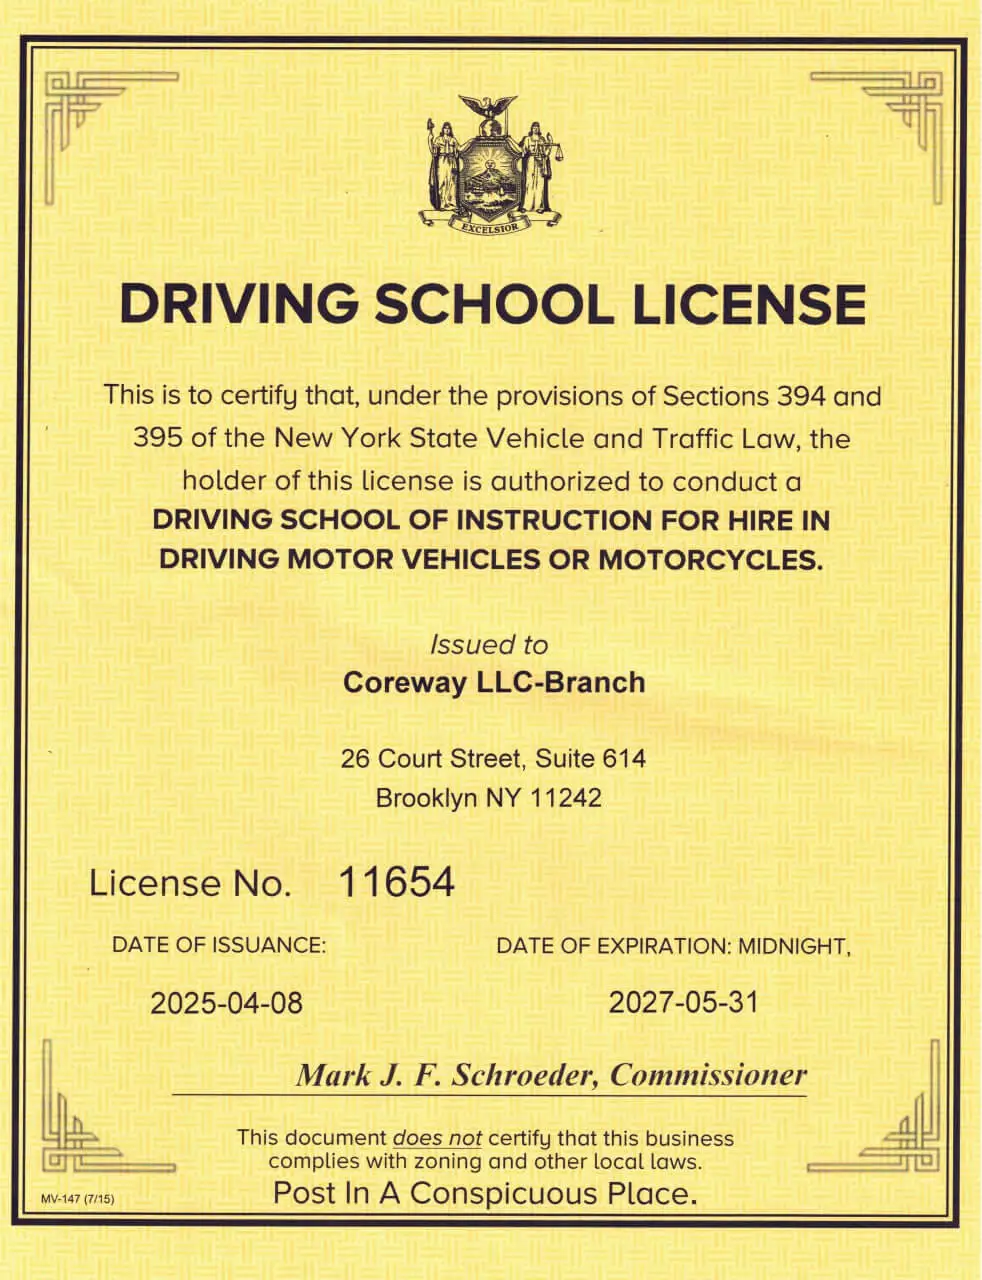 EXCELSIOR
DRIVING SCHOOL LICENSE
This is to certify that, under the provisions of Sections 394 and
395 of the New York State Vehicle and Traffic Law, the
holder of this license is authorized to conduct a
DRIVING SCHOOL OF INSTRUCTION FOR HIRE IN
DRIVING MOTOR VEHICLES OR MOTORCYCLES.
Issued to
Coreway LLC-Branch
26 Court Street, Suite 614
Brooklyn NY 11242
License No. 11654
DATE OF ISSUANCE: DATE OF EXPIRATION: MIDNIGHT,
2025-04-08 2027-05-31
Mark J. F. Schroeder, Commissioner
This document does not certify that this business
complies with zoning and other local laws.
MV-147 (7/15) Post In A Conspicuous Place.